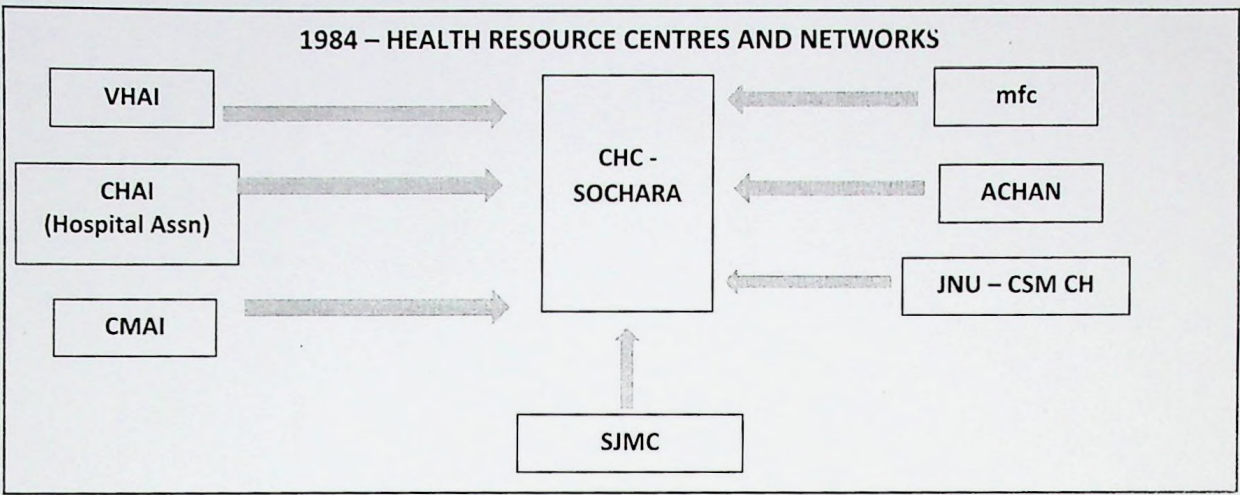 1984 – HEALTH RESOURCE CENTRES AND NETWORKS
VHAI
CHAI
(Hospital Assn)
CMAI
CHC -
SOCHARA
mfc
ACHAN
JNU – CSM CH
SJMC